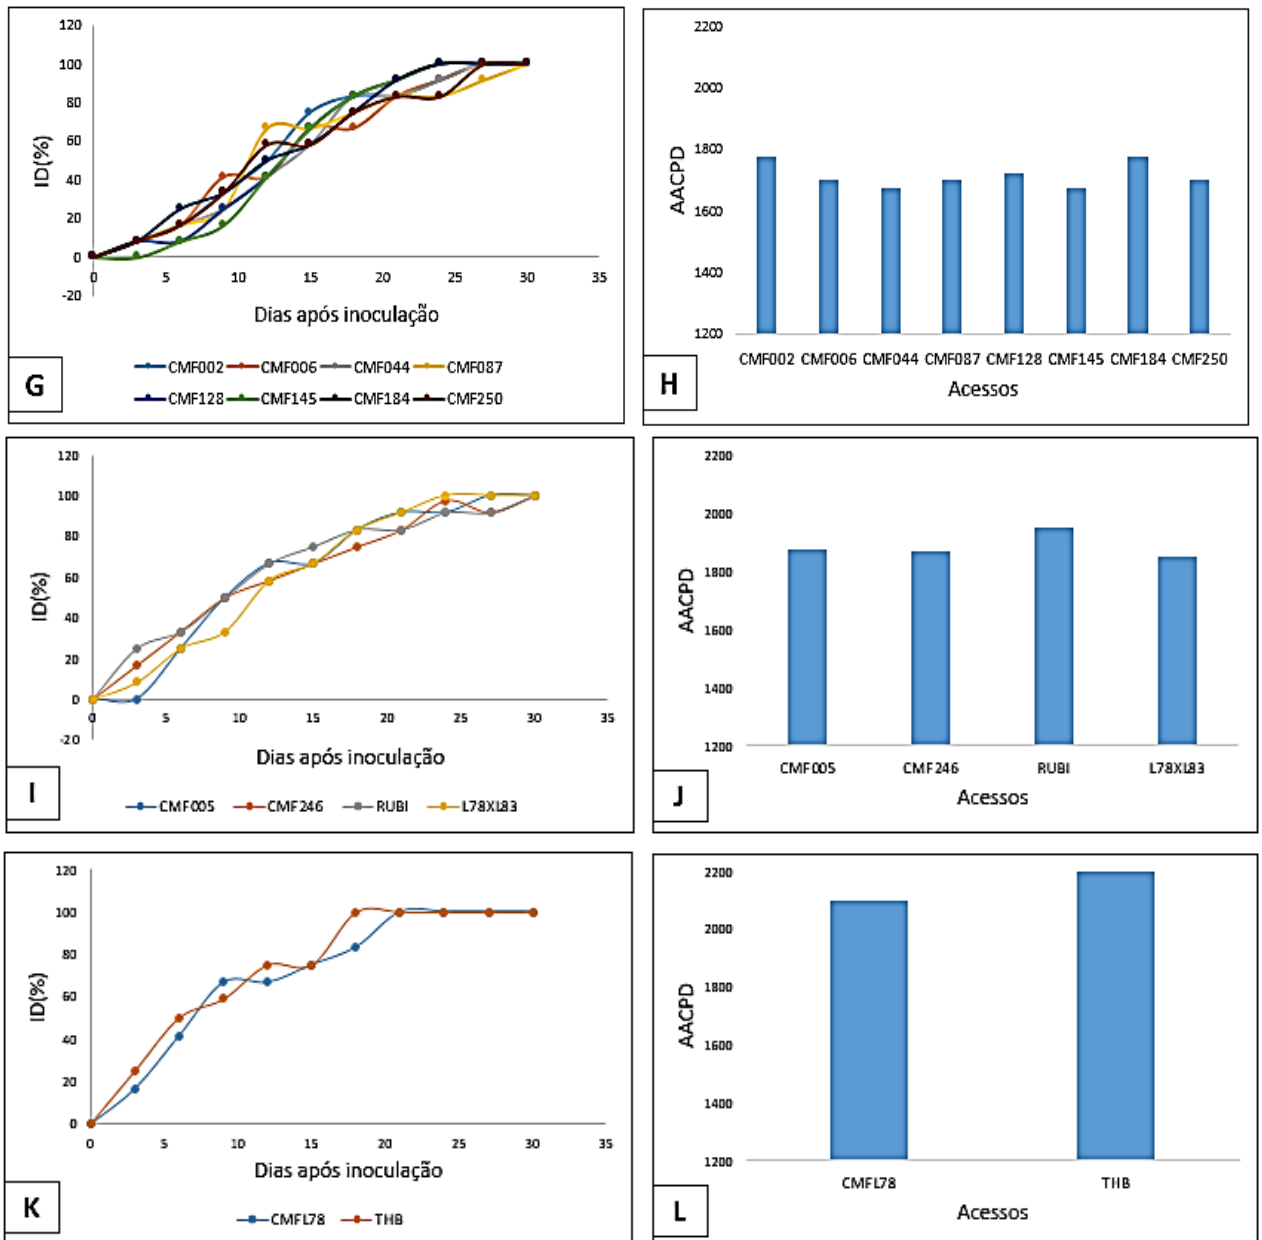 120
100
80
60
40
20
0
-20
ID(%)
0 5 10 15 20 25 30 35
Dias após inoculação
CMF002 CMF006 CMF044 CMF087
CMF128 CMF145 CMF184 CMF250
G
2200
2000
1800
1600
1400
1200
AACPD
CMF002 CMF006 CMF044 CMF087 CMF128 CMF145 CMF184 CMF250
Acessos
H
120
100
80
60
40
20
0
-20
ID(%)
0 5 10 15 20 25 30 35
Dias após inoculação
CMF005 CMF246 RUBI L78XL83
I
2200
2000
1800
1600
1400
1200
AACPD
CMF005 CMF246 RUBI L78XL83
Acessos
J
120
100
80
60
40
20
0
ID(%)
0 5 10 15 20 25 30 35
Dias após inoculação
CMFL78 THB
K
2200
2000
1800
1600
1400
1200
AACPD
CMFL78 THB
Acessos
L